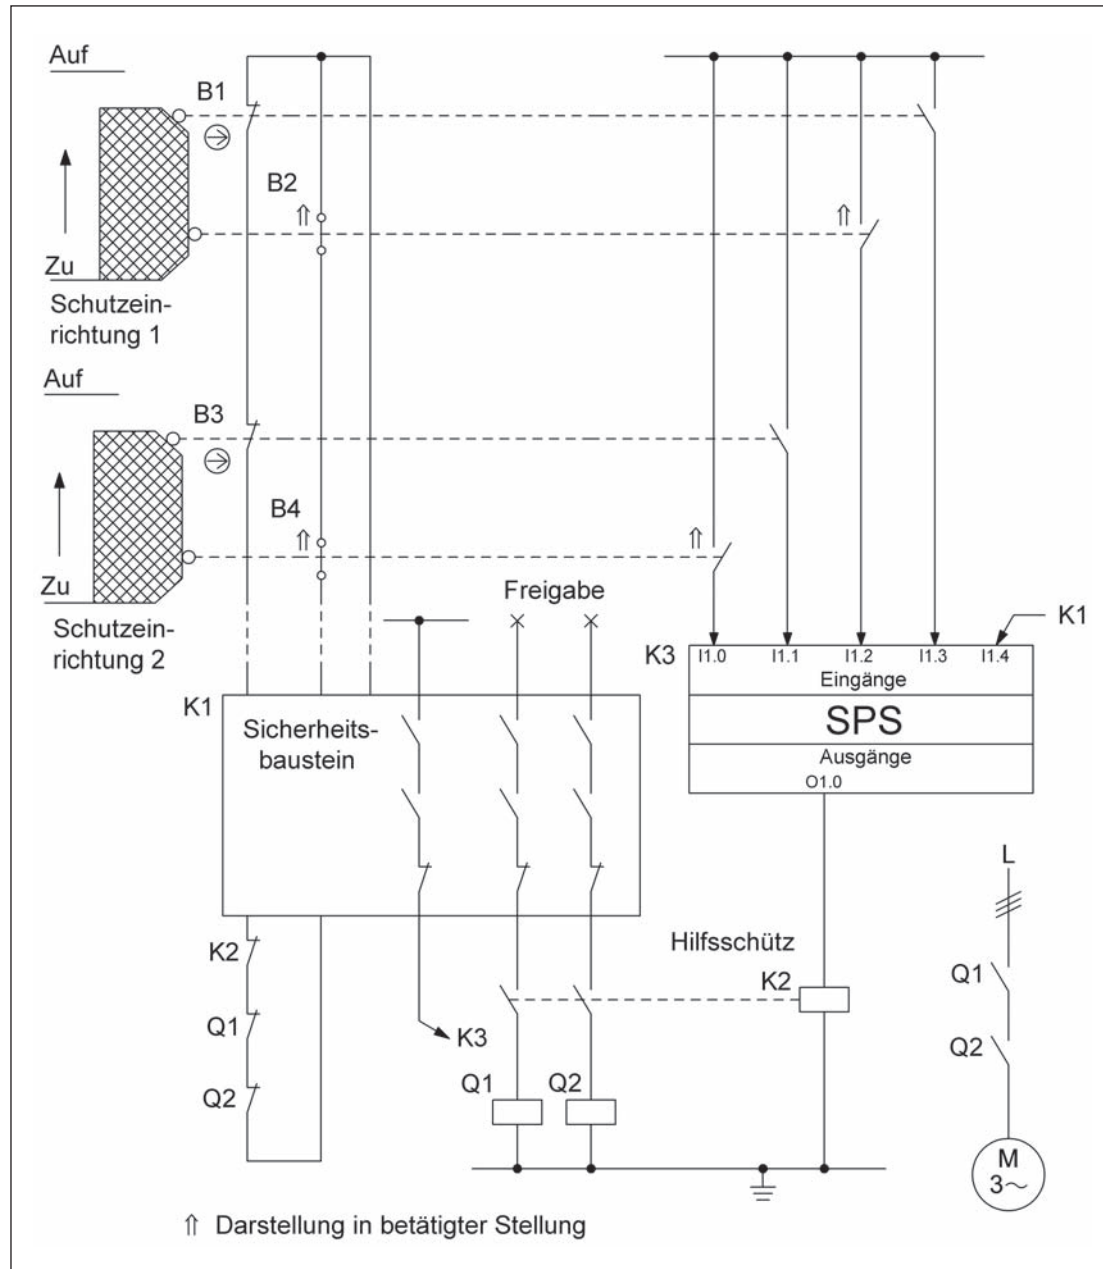 Auf
B1
B2
Zu
Schutzein-
richtung 1
Auf
B3
B4
Zu
Schutzein-
richtung 2
Freigabe
K1
K3
I1.0 I1.1 I1.2 I1.3 I1.4
Eingänge
SPS
Ausgänge
O1.0
K1
Sicherheits-
baustein
L
Hilfsschütz
K2
K2
Q1
Q1
K3
Q2
Q1
Q2
Q2
M
3~
⇑ Darstellung in betätigter Stellung